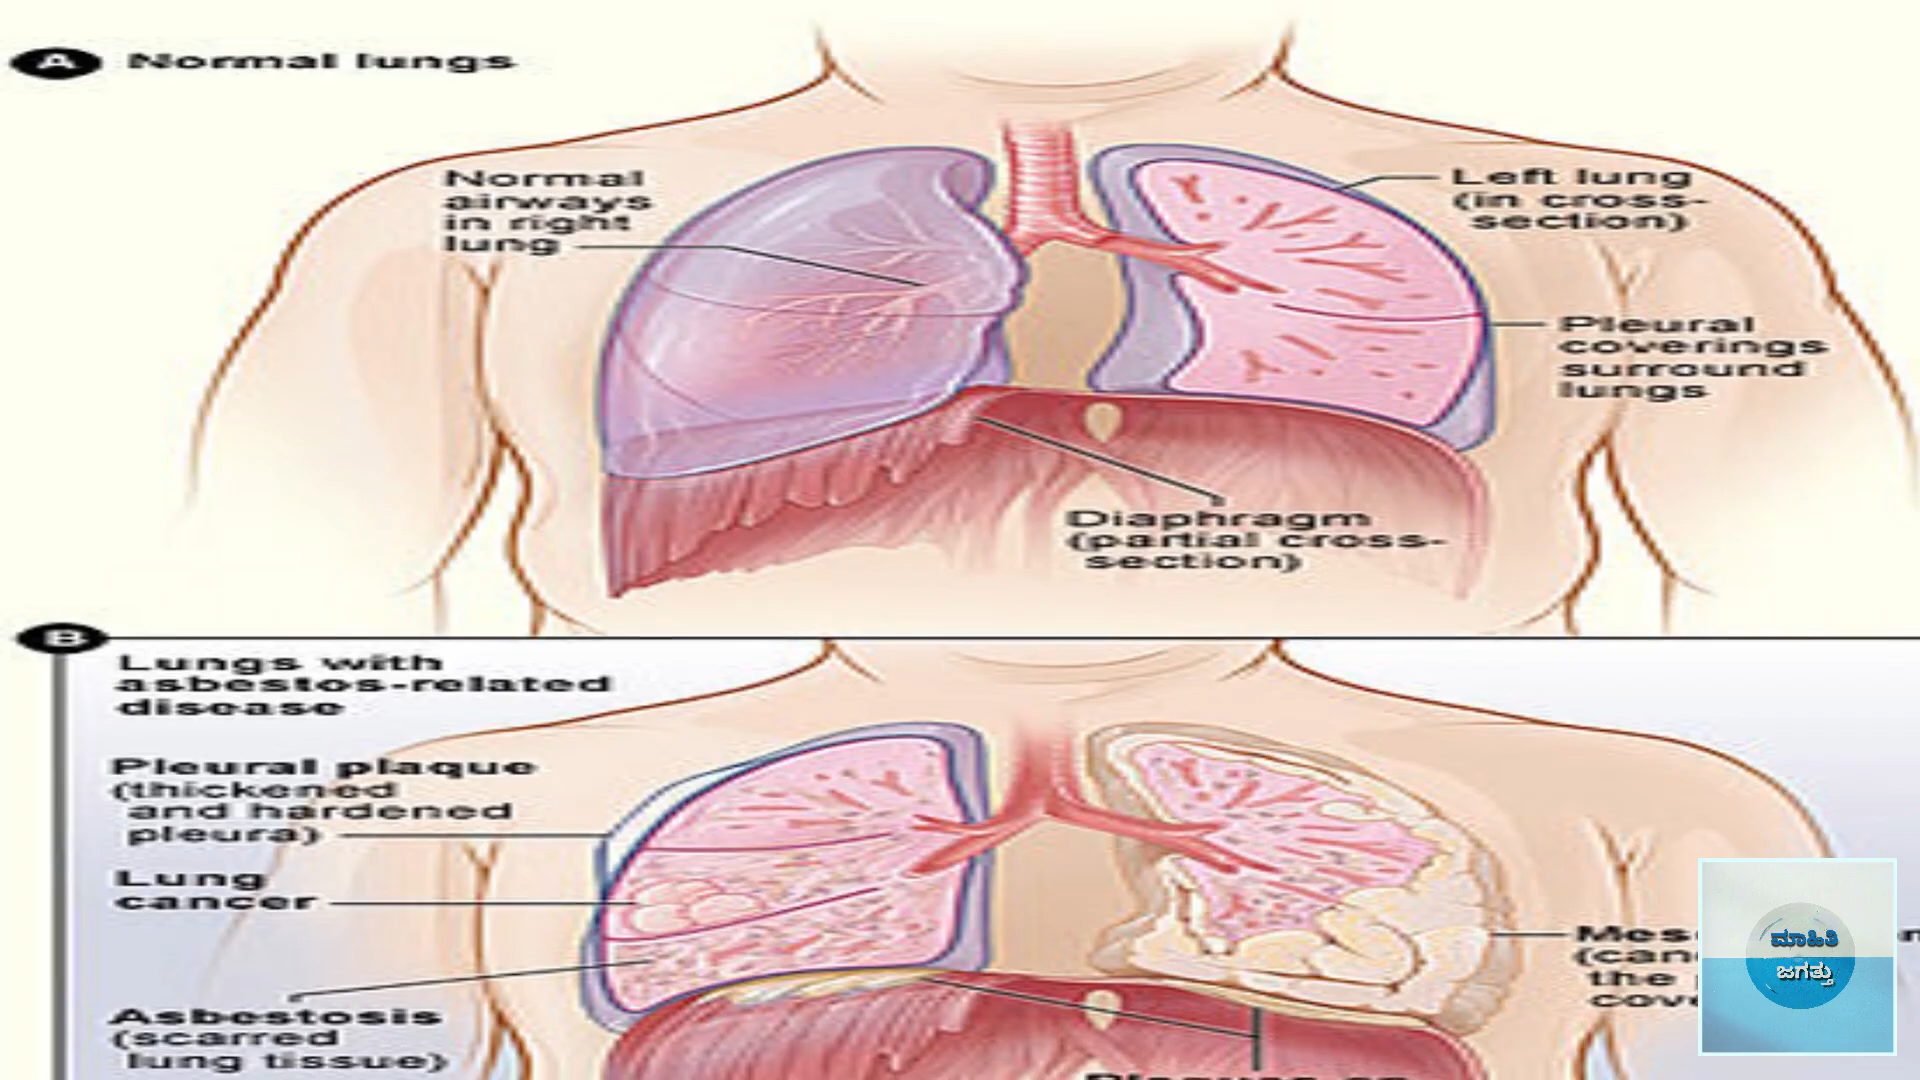 A Normal lungs
Normal
airways
in right
lung
Left lung
(in cross-
section)
Pleural
coverings
surround
lungs
Diaphragm
(partial cross-
section)
B
Lungs with
asbestos-related
disease
Pleural plaque
(thickened
and hardened
pleura)
Lung
cancer
Asbestosis
(scarred
lung tissue)
the
ಮಾಹಿತಿ
ಜಗತ್ತು